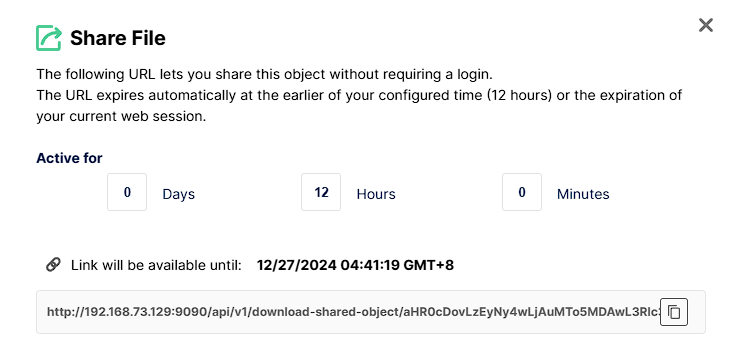 Share File
The following URL lets you share this object without requiring a login.
The URL expires automatically at the earlier of your configured time (12 hours) or the expiration of
your current web session.
Active for
0 Days 12 Hours 0 Minutes
Link will be available until: 12/27/2024 04:41:19 GMT+8
http://192.168.73.129:9090/api/v1/download-shared-object/aHR0cDovLzEyNy4wLjAuMTo5MDAwL3Rlc3